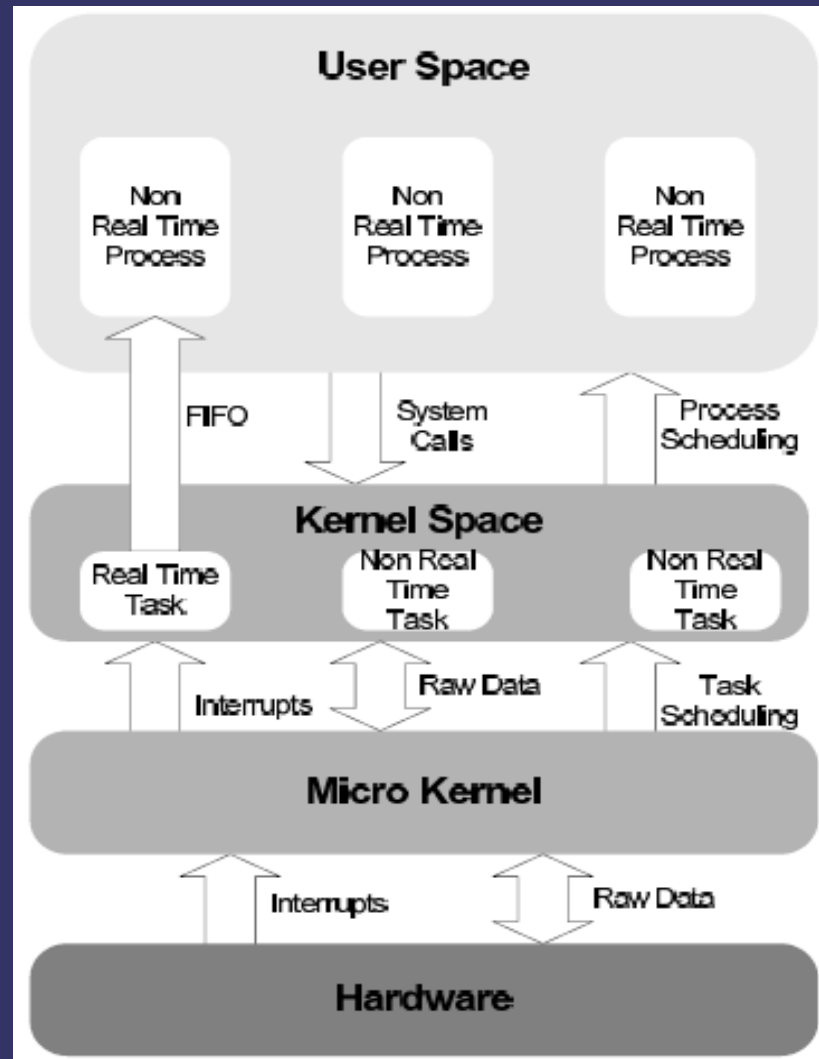 User Space
Non
Real Time
Process
Non
Real Time
Process
Non
Real Time
Process
FIFO
System
Calls
Process
Scheduling
Kernel Space
Real Time
Task
Non Real
Time
Task
Non Real
Time
Task
Interrupts
Raw Data
Task
Scheduling
Micro Kernel
Interrupts
Raw Data
Hardware